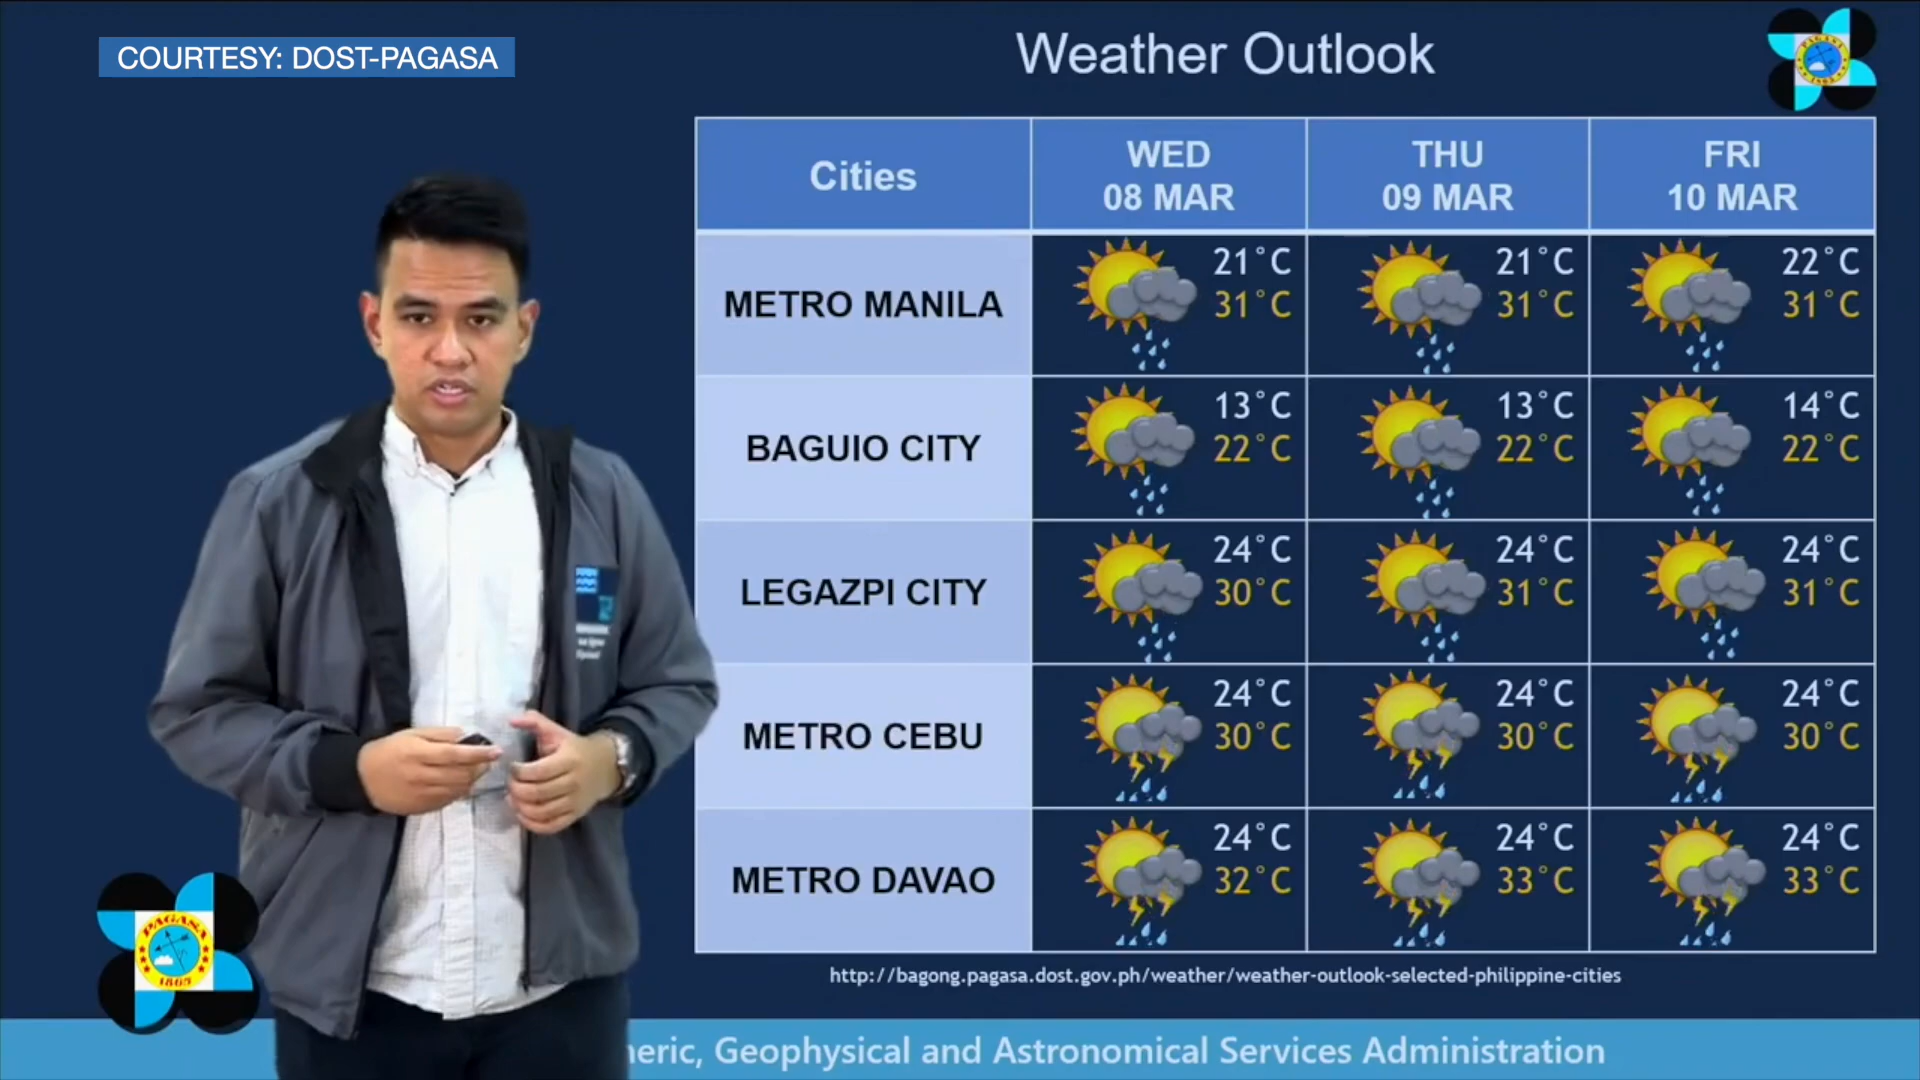 COURTESY: DOST-PAGASA
Weather Outlook
Cities
WED
08 MAR
THU
09 MAR
FRI
10 MAR
METRO MANILA
21°C
31°C
21°C
31°C
22°C
31°C
BAGUIO CITY
13°C
22°C
13°C
22°C
14°C
22°C
LEGAZPI CITY
24°C
30°C
24°C
31°C
24°C
31°C
METRO CEBU
24°C
30°C
24°C
30°C
24°C
30°C
METRO DAVAO
24°C
32°C
24°C
33°C
24°C
33°C
http://bagong.pagasa.dost.gov.ph/weather/weather-outlook-selected-philippine-cities
PAGASA
1865
heric, Geophysical and Astronomical Services Administration